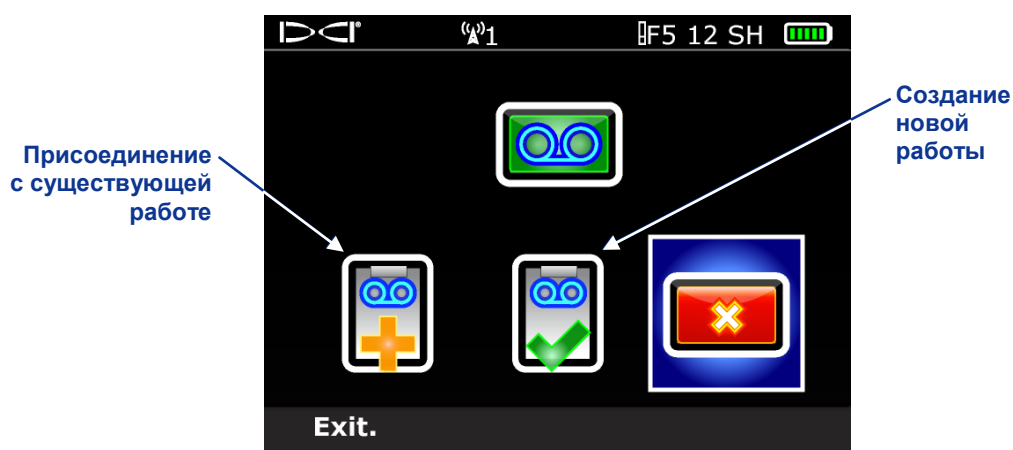 DCI®
1
F5 12 SH
Создание
новой
работы
Присоединение
с существующей
работе
Exit.